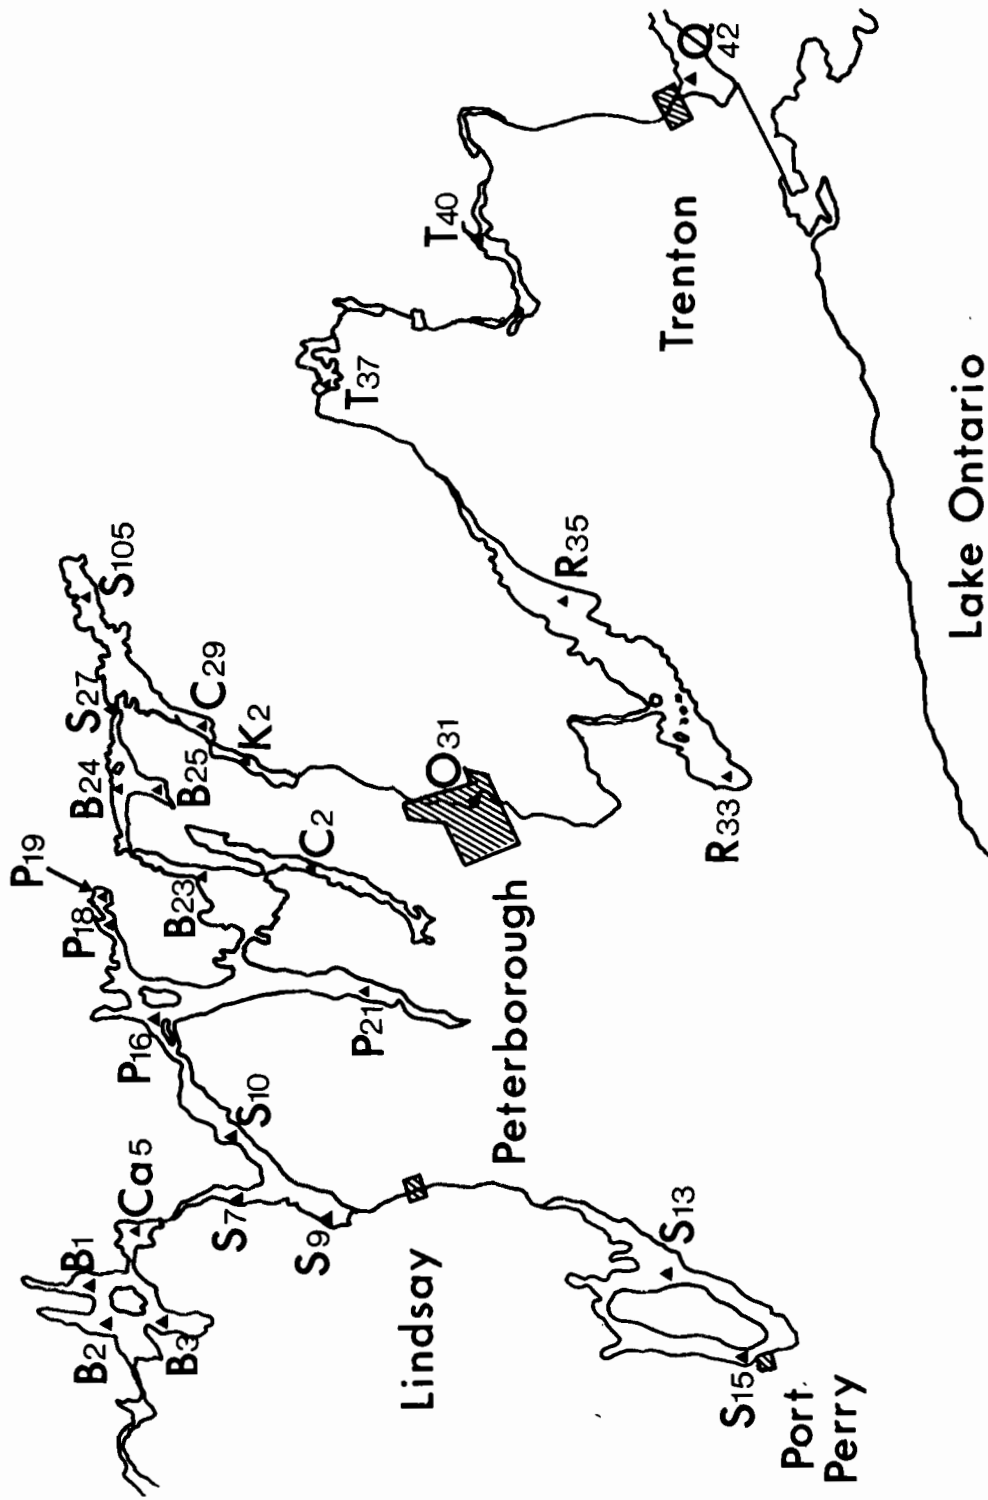 B2
B1
B3
Ca5
S7
S9
S10
P16
P18
P19
P21
B23
B24
B25
C2
S27
S105
C29
K2
O31
R33
R35
T37
T40
Q42
S13
S15
Lindsay
Peterborough
Trenton
Port
Perry
Lake Ontario